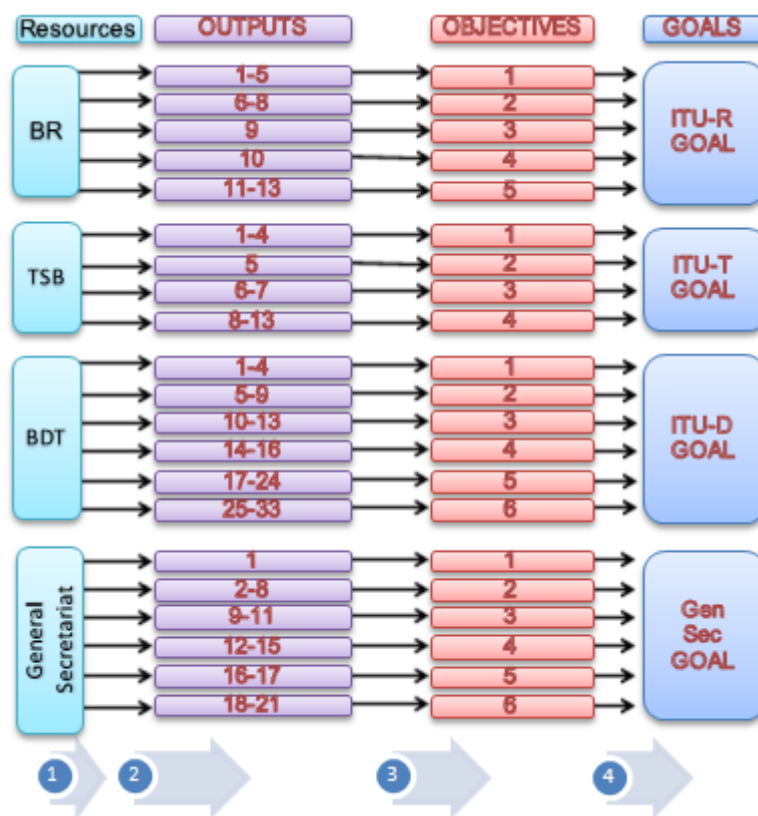 Resources OUTPUTS OBJECTIVES GOALS
BR
1-5 1
6-8 2
9 3
10 4
11-13 5
ITU-R
GOAL
TSB
1-4 1
5 2
6-7 3
8-13 4
ITU-T
GOAL
BDT
1-4 1
5-9 2
10-13 3
14-16 4
17-24 5
25-33 6
ITU-D
GOAL
General
Secretariat
1 1
2-8 2
9-11 3
12-15 4
16-17 5
18-21 6
Gen
Sec
GOAL
1 2 3 4